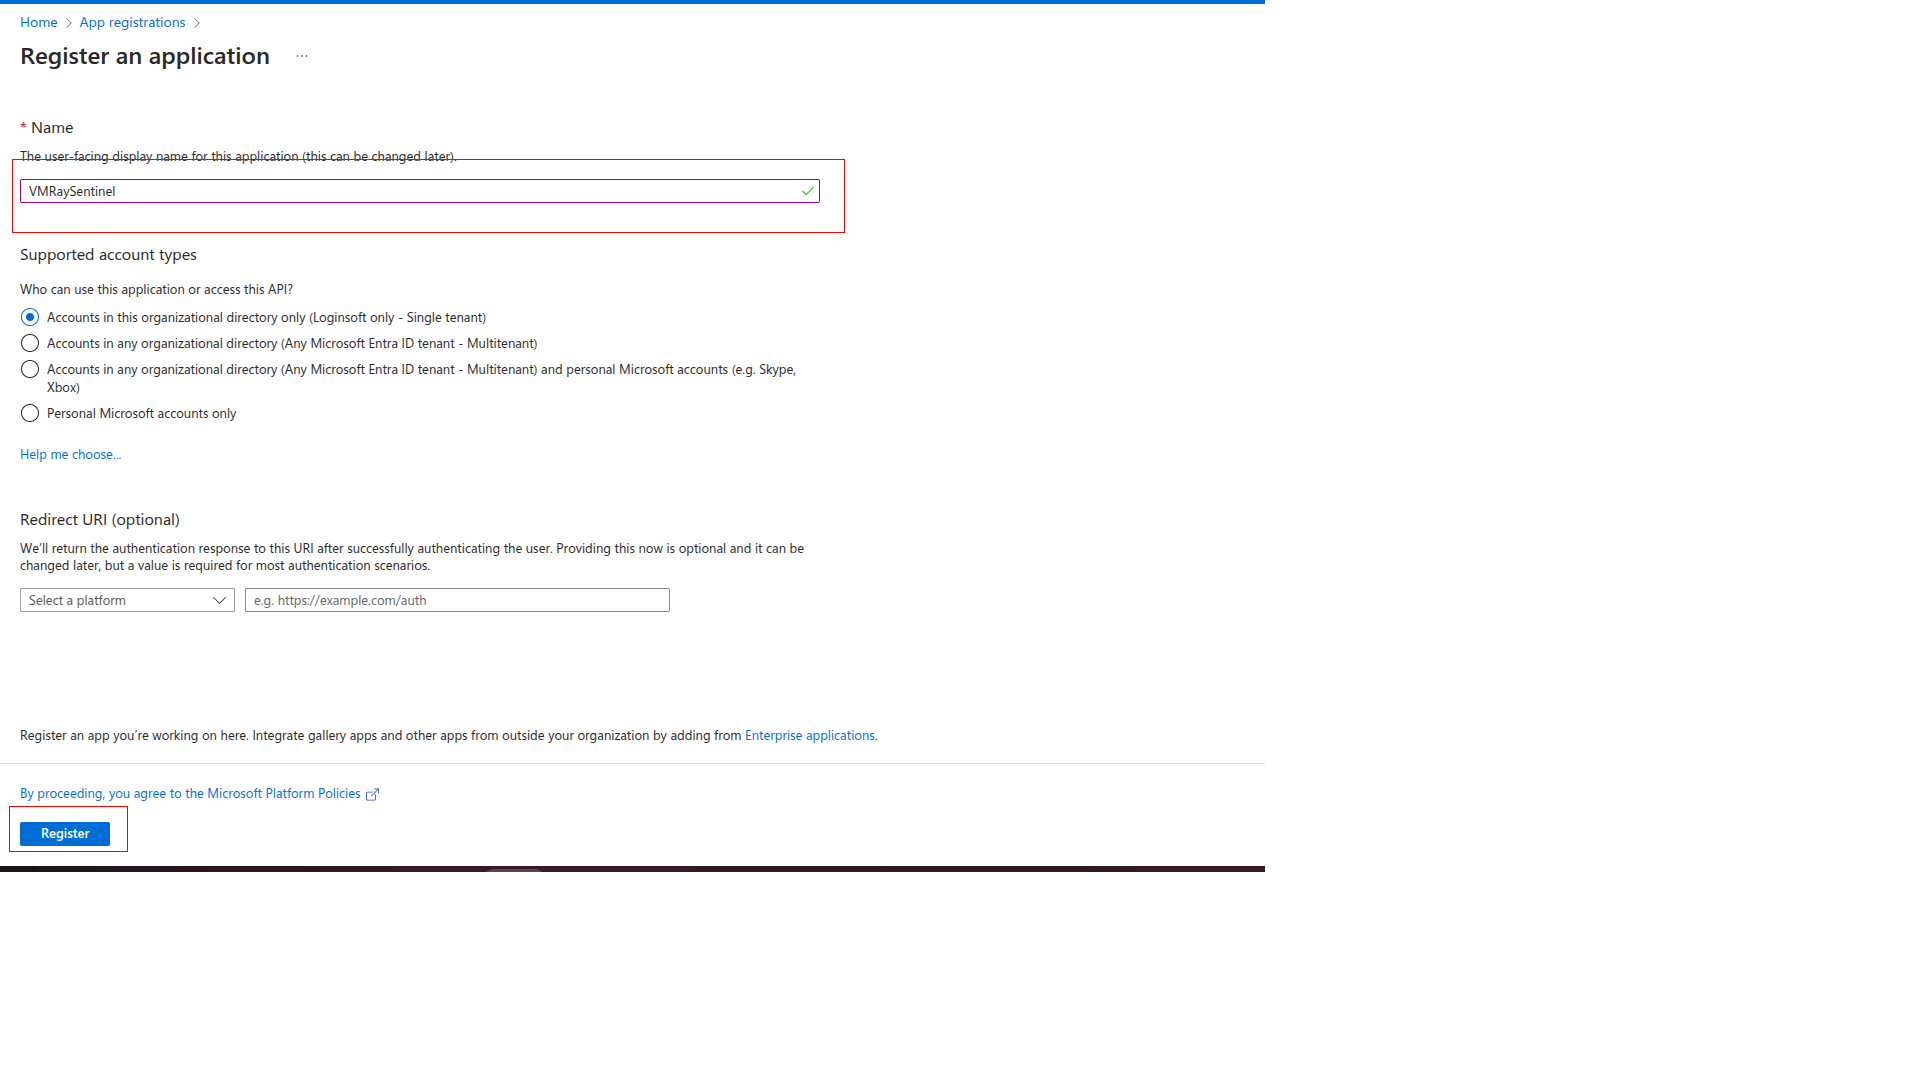 Home > App registrations >
Register an application ...
* Name
The user-facing display name for this application (this can be changed later).
VMRaySentinel
Supported account types
Who can use this application or access this API?
Accounts in this organizational directory only (Loginsoft only - Single tenant)
Accounts in any organizational directory (Any Microsoft Entra ID tenant - Multitenant)
Accounts in any organizational directory (Any Microsoft Entra ID tenant - Multitenant) and personal Microsoft accounts (e.g. Skype,
Xbox)
Personal Microsoft accounts only
Help me choose...
Redirect URI (optional)
We'll return the authentication response to this URI after successfully authenticating the user. Providing this now is optional and it can be
changed later, but a value is required for most authentication scenarios.
Select a platform e.g. https://example.com/auth
Register an app you're working on here. Integrate gallery apps and other apps from outside your organization by adding from Enterprise applications.
By proceeding, you agree to the Microsoft Platform Policies
Register